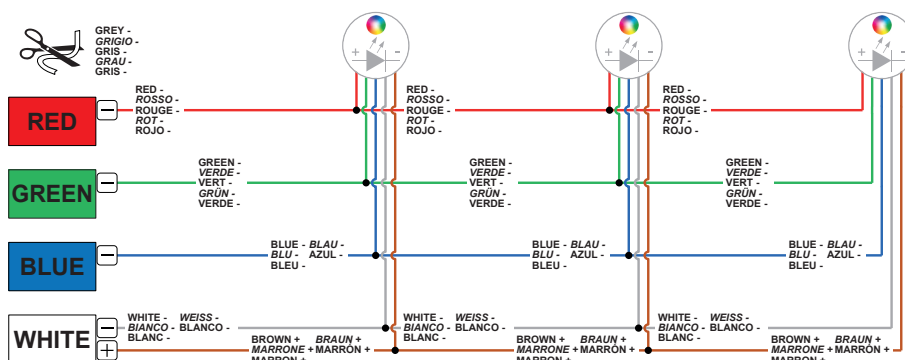 GREY -
GRIGIO -
GRIS -
GRAU -
GRIS -
+ -
+ -
+ -
RED -
RED -
RED -
ROSSO -
ROSSO -
ROSSO -
RED
-
ROUGE -
ROUGE -
ROUGE -
ROT -
ROT -
ROT -
ROJO -
ROJO -
ROJO -
GREEN -
GREEN -
GREEN -
VERDE -
VERDE -
VERDE -
GREEN
-
VERT -
VERT -
VERT -
GRÜN -
GRÜN -
GRÜN -
VERDE -
VERDE -
VERDE -
BLUE - BLAU -
BLUE - BLAU -
BLUE - BLAU -
BLUE
-
BLU - AZUL -
BLU - AZUL -
BLU - AZUL -
BLEU -
BLEU -
BLEU -
WHITE - WEISS -
WHITE - WEISS -
WHITE - WEISS -
WHITE
-
BIANCO - BLANCO -
BIANCO - BLANCO -
BIANCO - BLANCO -
BLANC -
BLANC -
BLANC -
+
BROWN + BRAUN +
BROWN + BRAUN +
BROWN + BRAUN +
MARRONE + MARRÓN +
MARRONE + MARRÓN +
MARRONE + MARRÓN +
MARRON +
MARRON +
MARRON +